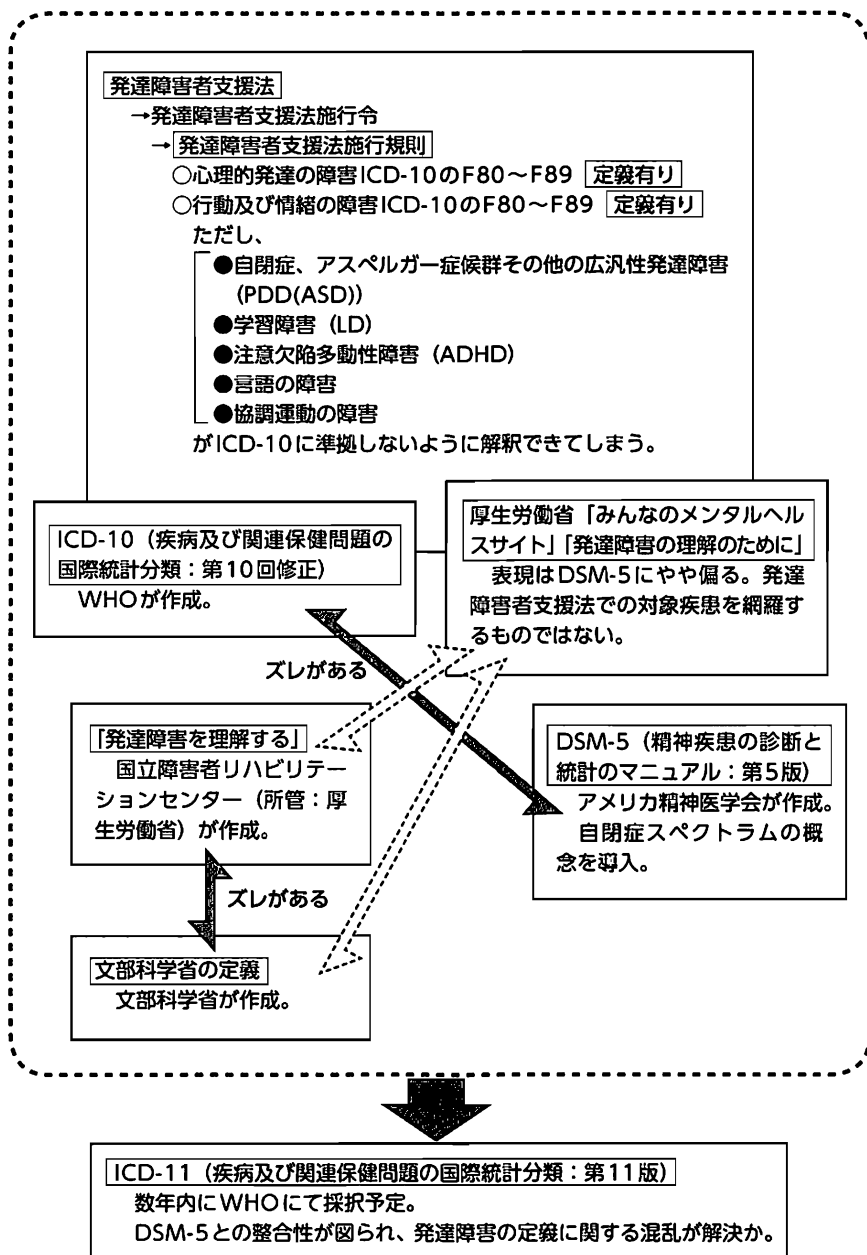 発達障害者支援法
→発達障害者支援法施行令
→発達障害者支援法施行規則
○心理的発達の障害ICD-10のF80～F89 定義有り
○行動及び情緒の障害ICD-10のF80～F89 定義有り
ただし、
●自閉症、アスペルガー症候群その他の広汎性発達障害
(PDD(ASD))
●学習障害(LD)
●注意欠陥多動性障害(ADHD)
●言語の障害
●協調運動の障害
がICD-10に準拠しないように解釈できてしまう。
ICD-10(疾病及び関連保健問題の
国際統計分類：第10回修正)
WHOが作成。
厚生労働省「みんなのメンタルヘル
スサイト」「発達障害の理解のために」
表現はDSM-5にやや偏る。発達
障害者支援法での対象疾患を網羅す
るものではない。
ズレがある
「発達障害を理解する」
国立障害者リハビリテー
ションセンター(所管：厚
生労働省)が作成。
DSM-5(精神疾患の診断と
統計のマニュアル：第5版)
アメリカ精神医学会が作成。
自閉症スペクトラムの概
念を導入。
ズレがある
文部科学省の定義
文部科学省が作成。
ICD-11(疾病及び関連保健問題の国際統計分類：第11版)
数年内にWHOにて採択予定。
DSM-5との整合性が図られ、発達障害の定義に関する混乱が解決か。